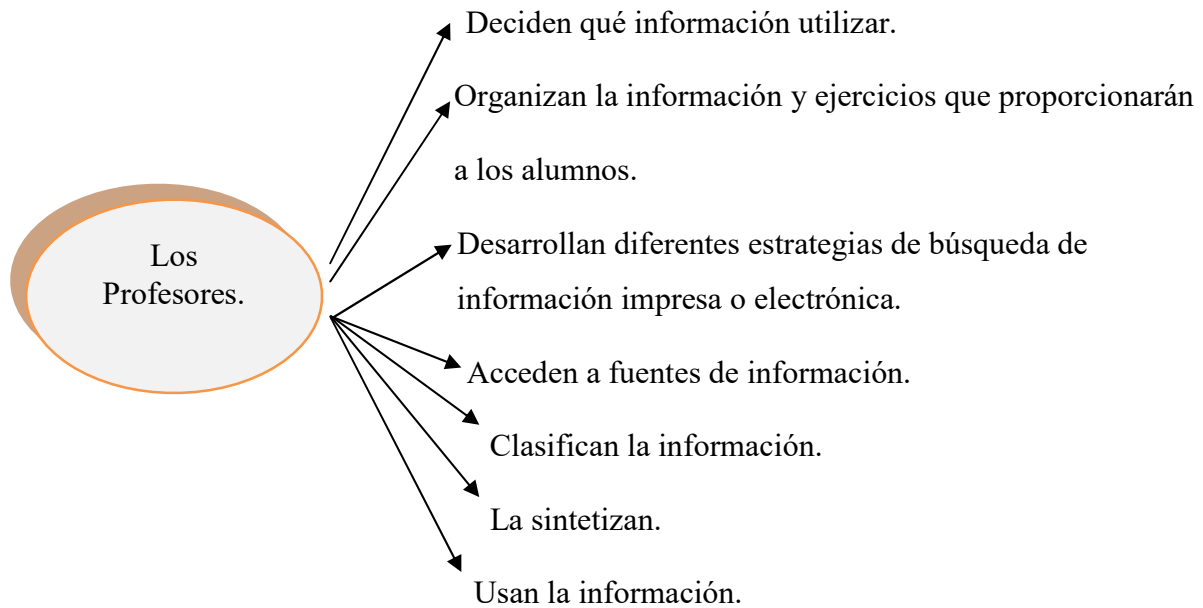 Deciden qué información utilizar.
Organizan la información y ejercicios que proporcionarán
a los alumnos.
Los
Profesores.
Desarrollan diferentes estrategias de búsqueda de
información impresa o electrónica.
Acceden a fuentes de información.
Clasifican la información.
La sintetizan.
Usan la información.